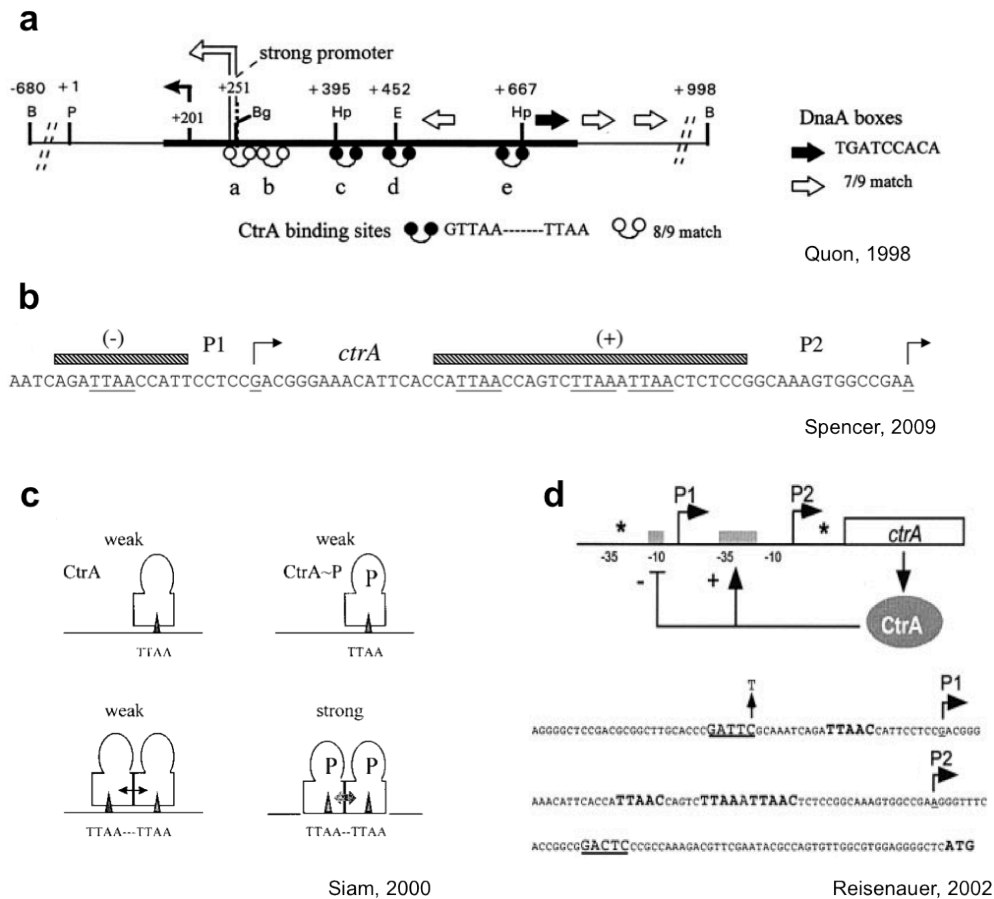 a
strong promoter
-680 +1 +251 +395 +452 +667 +998
B P +201 Bg Hp E Hp B
DnaA boxes
TGATCCACA
7/9 match
a b c d e
CtrA binding sites GTTAA-------TTAA 8/9 match
Quon, 1998
b
(-) P1 ctrA (+) P2
AATCAGATTAACCATTCCTCCGACGGGAAACATTCACCATTAACCAGTCTTAAATTAACTCTCCGGCAAAGTGGCCGAA
Spencer, 2009
c
weak
CtrA
TTAA
weak
CtrA~P P
TTAA
weak
TTAA---TTAA
strong
P P
TTAA--TTAA
Siam, 2000
d
P1 P2
* * ctrA
-35 -10 -35 -10
- +
CtrA
T P1
AGGGGCTCCGACGCGGCTTGCACCCGATTCGCAAATCAGATTAACCATTCCTCCGACGGG
P2
AAACATTCACCATTAACCAGTCTTAAATTAACTCTCCGGCAAAGTGGCCGAAGGGTTTC
ACCGGCGGACTCCCGCCAAAGACGTTCGAATACGCCAGTGTTGGCGTGGAGGGGCTCATG
Reisenauer, 2002